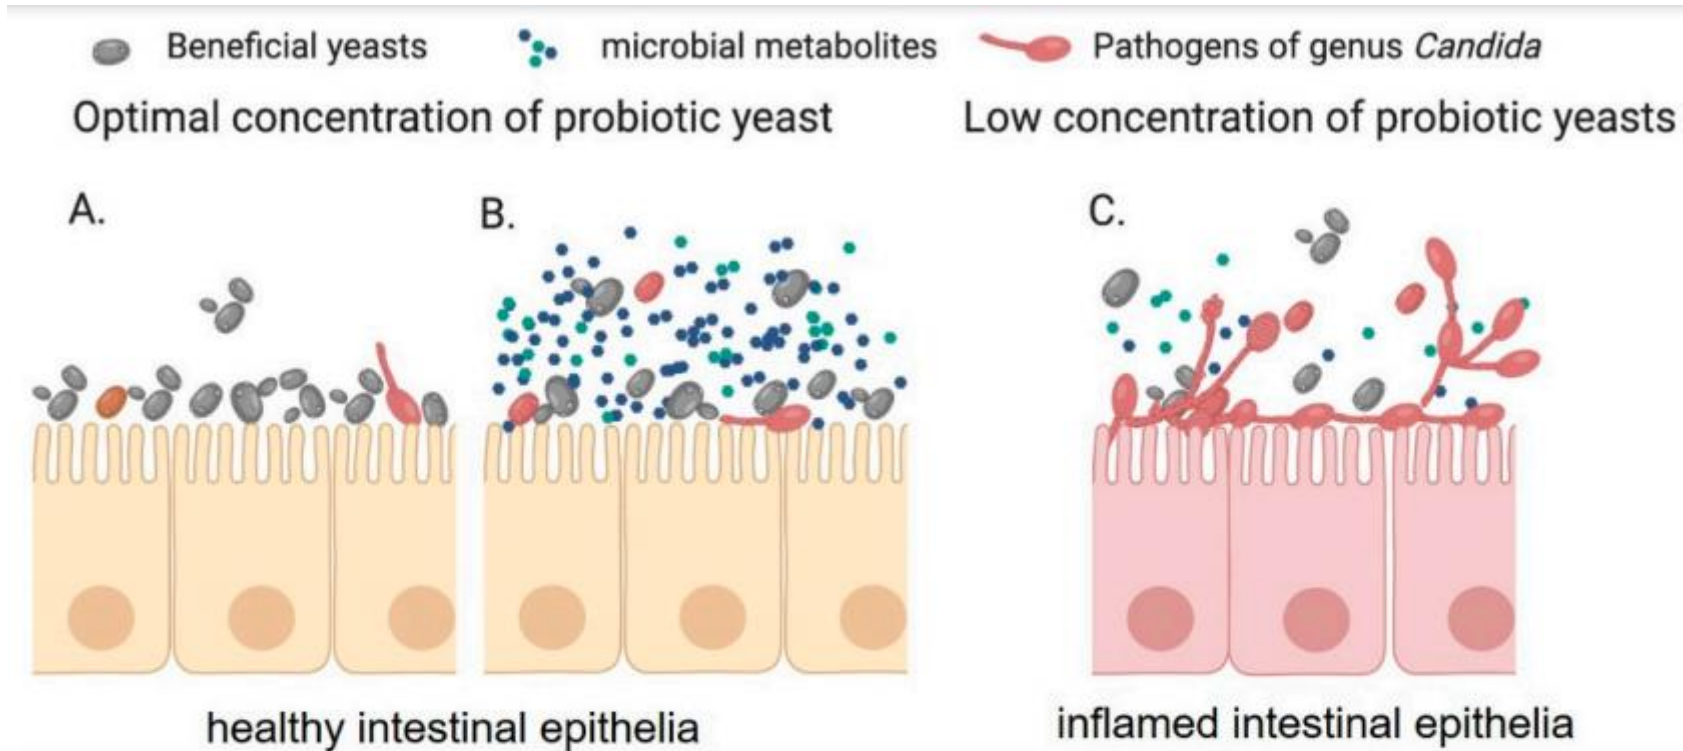 Beneficial yeasts
microbial metabolites
Pathogens of genus Candida
Optimal concentration of probiotic yeast
Low concentration of probiotic yeasts
A.
B.
C.
healthy intestinal epithelia
inflamed intestinal epithelia